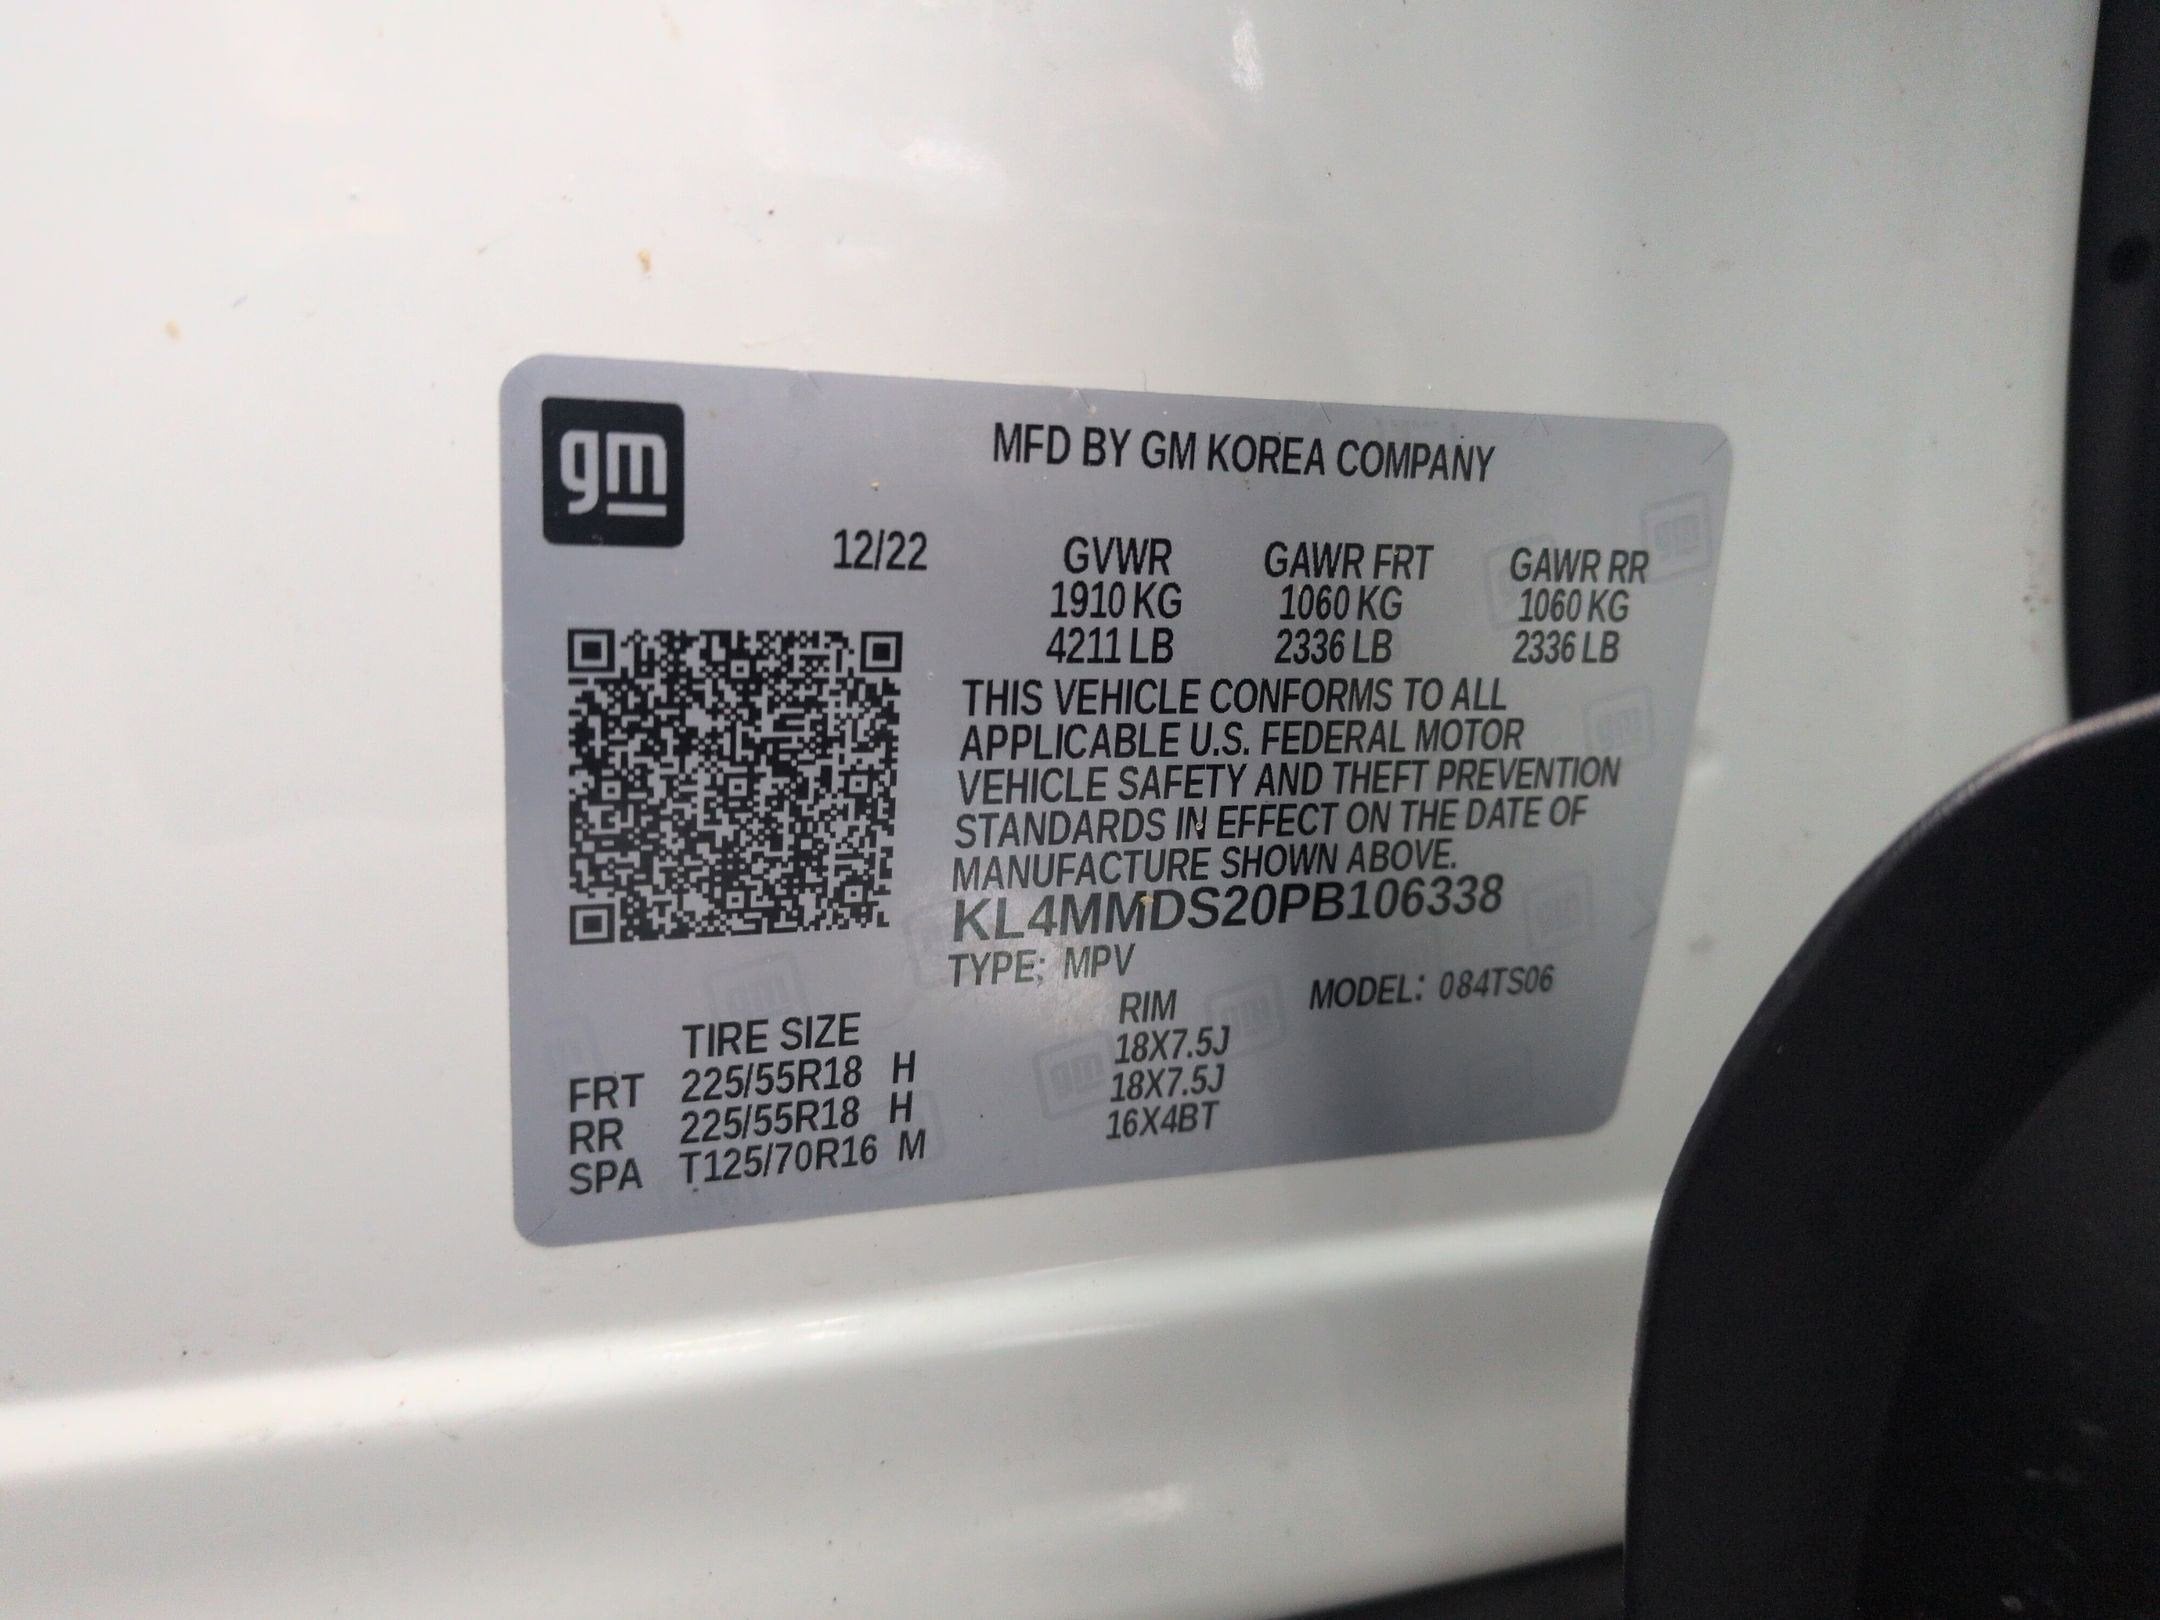 gm
MFD BY GM KOREA COMPANY
12/22 GVWR GAWR FRT GAWR RR
1910 KG 1060 KG 1060 KG
4211 LB 2336 LB 2336 LB
THIS VEHICLE CONFORMS TO ALL
APPLICABLE U.S. FEDERAL MOTOR
VEHICLE SAFETY AND THEFT PREVENTION
STANDARDS IN EFFECT ON THE DATE OF
MANUFACTURE SHOWN ABOVE.
KL4MMDS20PB106338
TYPE: MPV MODEL: 084TS06
TIRE SIZE RIM
FRT 225/55R18 H 18X7.5J
RR 225/55R18 H 18X7.5J
SPA T125/70R16 M 16X4BT